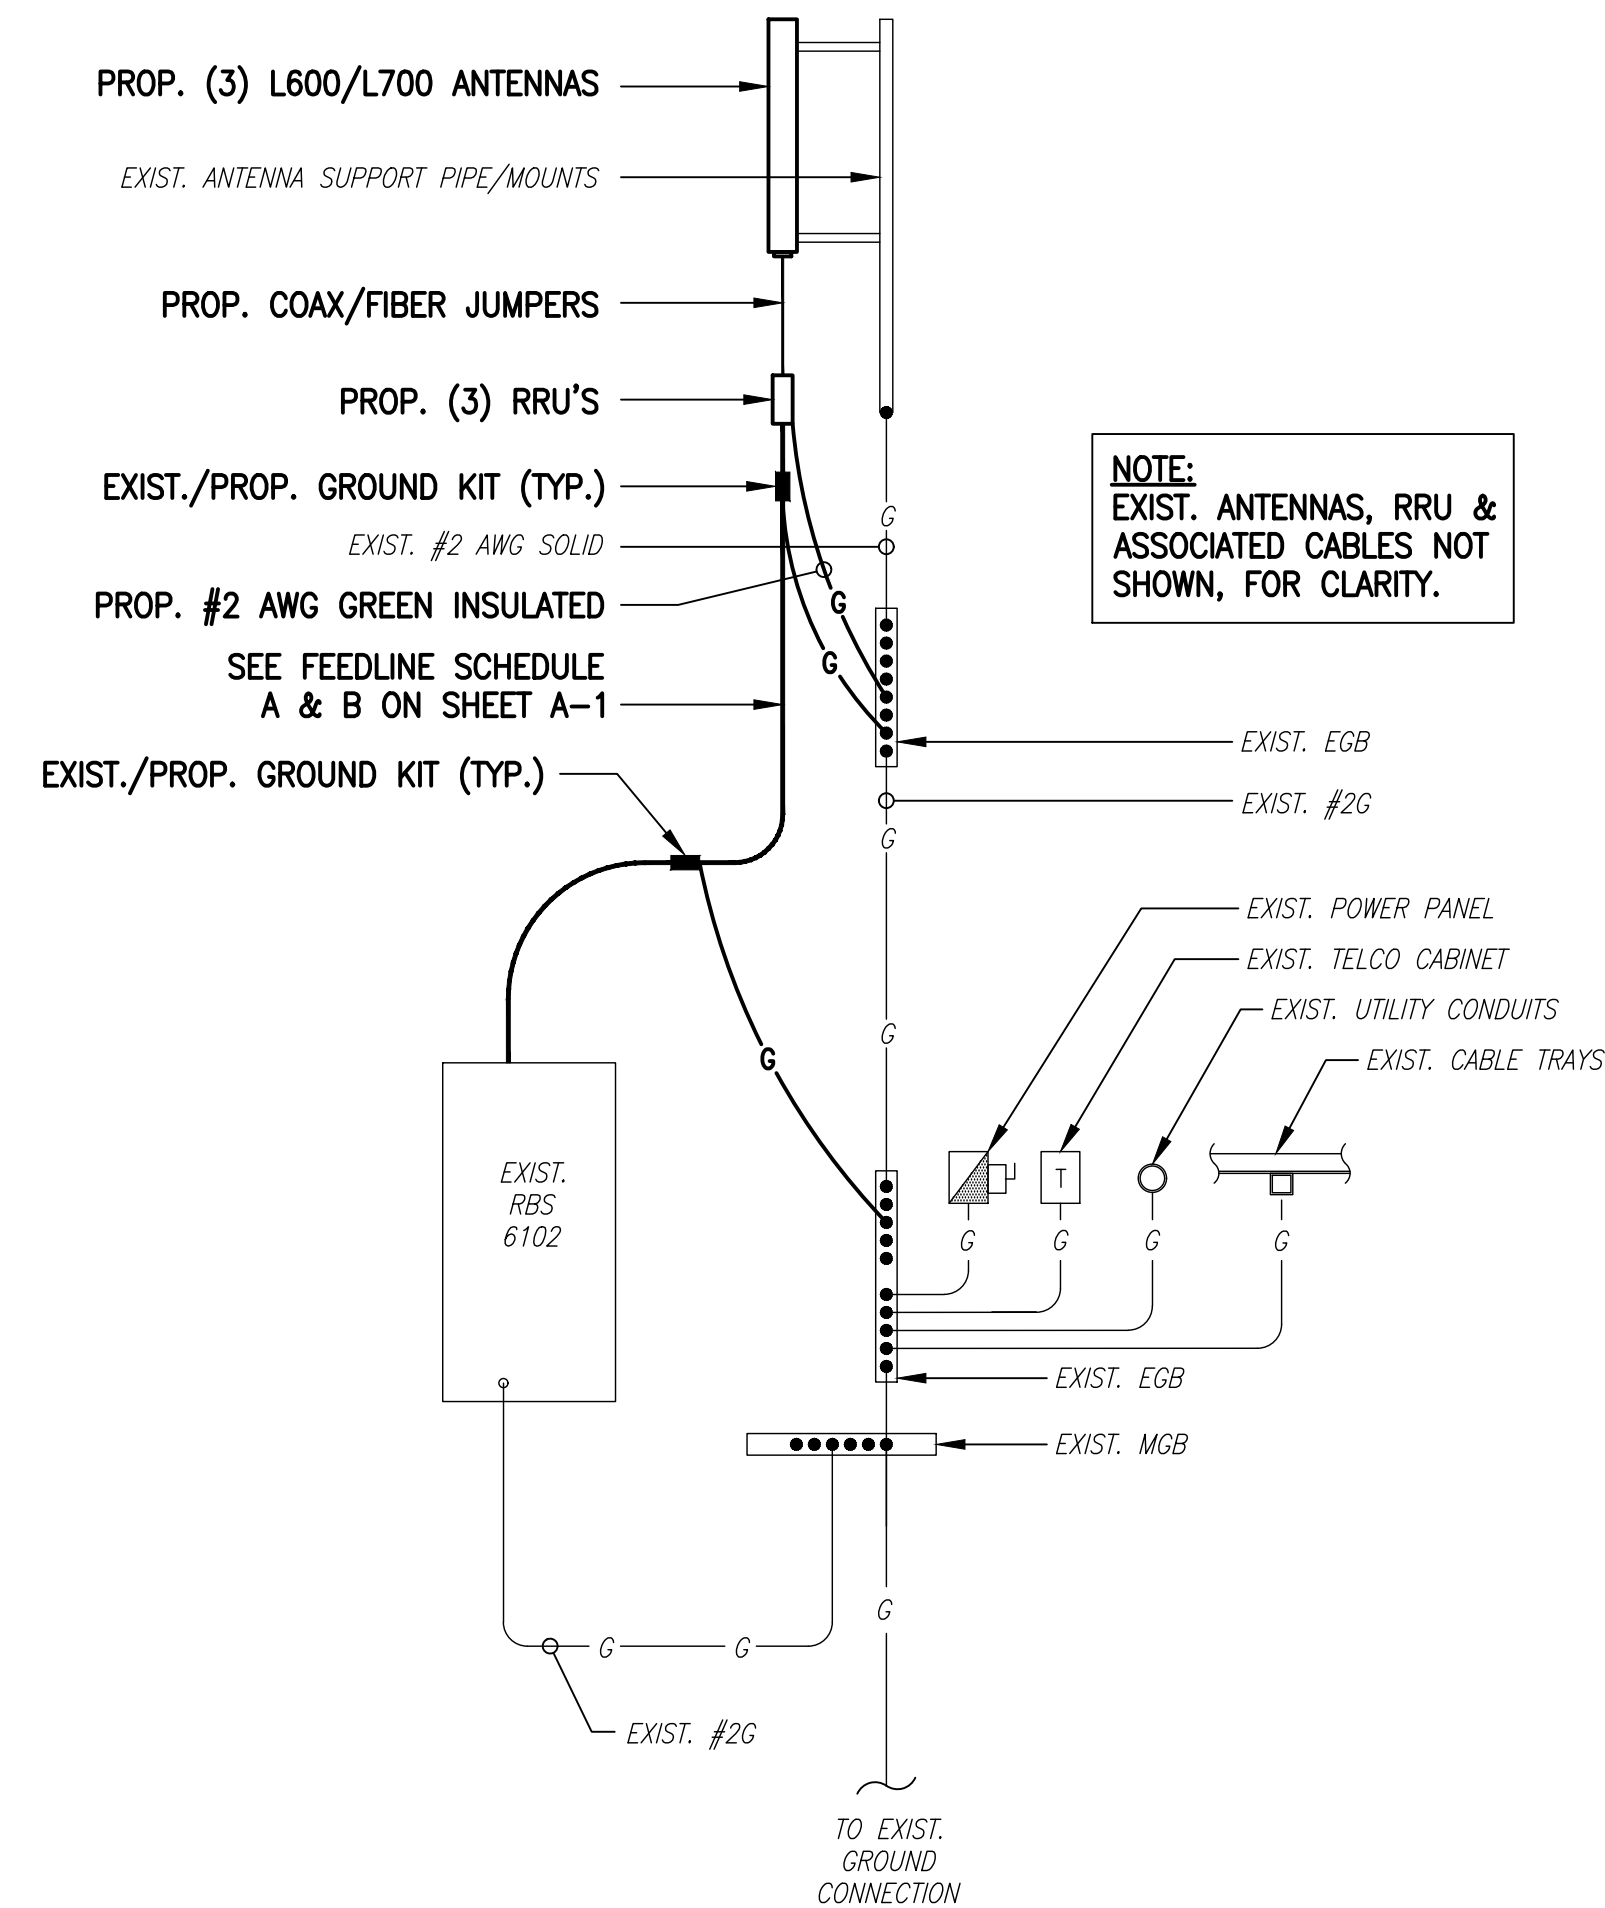 PROP. (3) L600/L700 ANTENNAS
EXIST. ANTENNA SUPPORT PIPE/MOUNTS
PROP. COAX/FIBER JUMPERS
PROP. (3) RRU'S
EXIST./PROP. GROUND KIT (TYP.)
EXIST. #2 AWG SOLID
PROP. #2 AWG GREEN INSULATED
SEE FEEDLINE SCHEDULE
A & B ON SHEET A-1
EXIST./PROP. GROUND KIT (TYP.)
NOTE:
EXIST. ANTENNAS, RRU &
ASSOCIATED CABLES NOT
SHOWN, FOR CLARITY.
G
G
G
EXIST. EGB
EXIST. #2G
G
EXIST. POWER PANEL
EXIST. TELCO CABINET
EXIST. UTILITY CONDUITS
EXIST. CABLE TRAYS
G
G
EXIST.
RBS
6102
T
G
G
G
G
EXIST. EGB
EXIST. MGB
G
G
G
EXIST. #2G
TO EXIST.
GROUND
CONNECTION